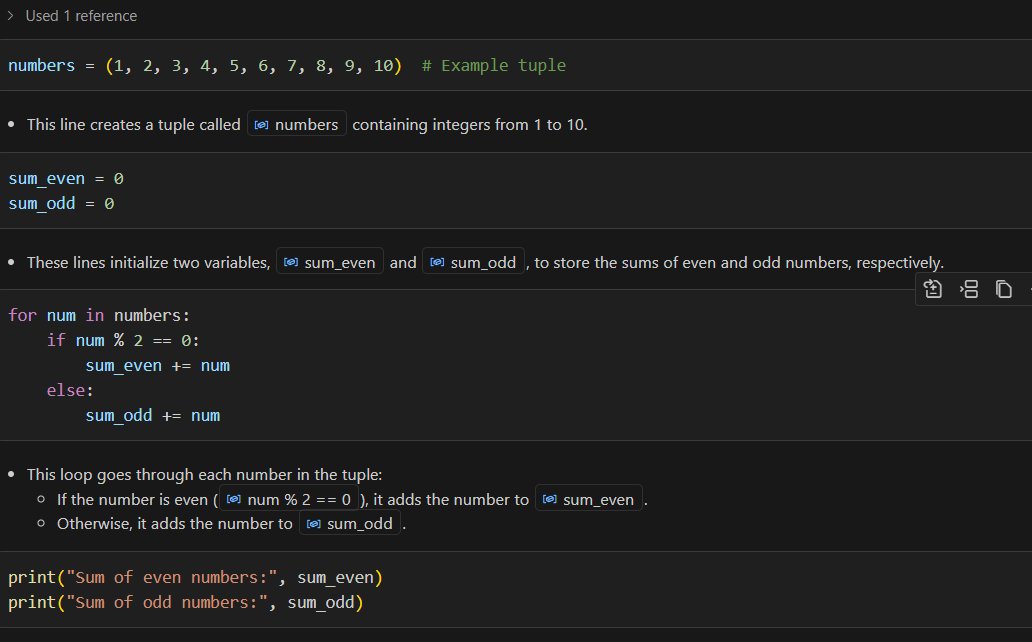 Used 1 reference
numbers = (1, 2, 3, 4, 5, 6, 7, 8, 9, 10)  # Example tuple
This line creates a tuple called numbers containing integers from 1 to 10.
sum_even = 0
sum_odd = 0
These lines initialize two variables, sum_even and sum_odd, to store the sums of even and odd numbers, respectively.
for num in numbers:
    if num % 2 == 0:
        sum_even += num
    else:
        sum_odd += num
This loop goes through each number in the tuple:
If the number is even (num % 2 == 0), it adds the number to sum_even.
Otherwise, it adds the number to sum_odd.
print("Sum of even numbers:", sum_even)
print("Sum of odd numbers:", sum_odd)